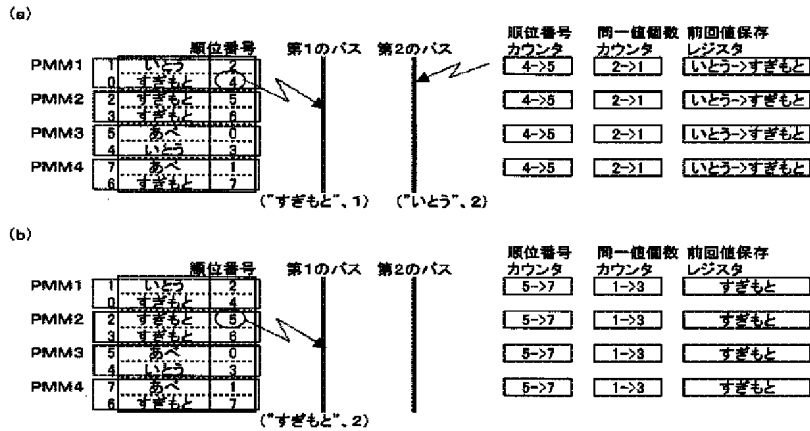 (a)
順位番号 第1のバス 第2のバス 順位番号カウンタ 同一値個数カウンタ 前回値保存レジスタ
PMM1 1 いとう 2 4->5 2->1 いとう->すぎもと
0 すぎもと 4
PMM2 2 すぎもと 5 4->5 2->1 いとう->すぎもと
3 すぎもと 6
PMM3 5 あべ 0 4->5 2->1 いとう->すぎもと
4 いとう 3
PMM4 7 あべ 1 4->5 2->1 いとう->すぎもと
6 すぎもと 7
("すぎもと"、1) ("いとう"、2)
(b)
順位番号 第1のバス 第2のバス 順位番号カウンタ 同一値個数カウンタ 前回値保存レジスタ
PMM1 1 いとう 2 5->7 1->3 すぎもと
0 すぎもと 4
PMM2 2 すぎもと 5 5->7 1->3 すぎもと
3 すぎもと 6
PMM3 5 あべ 0 5->7 1->3 すぎもと
4 いとう 3
PMM4 7 あべ 1 5->7 1->3 すぎもと
6 すぎもと 7
("すぎもと"、2)